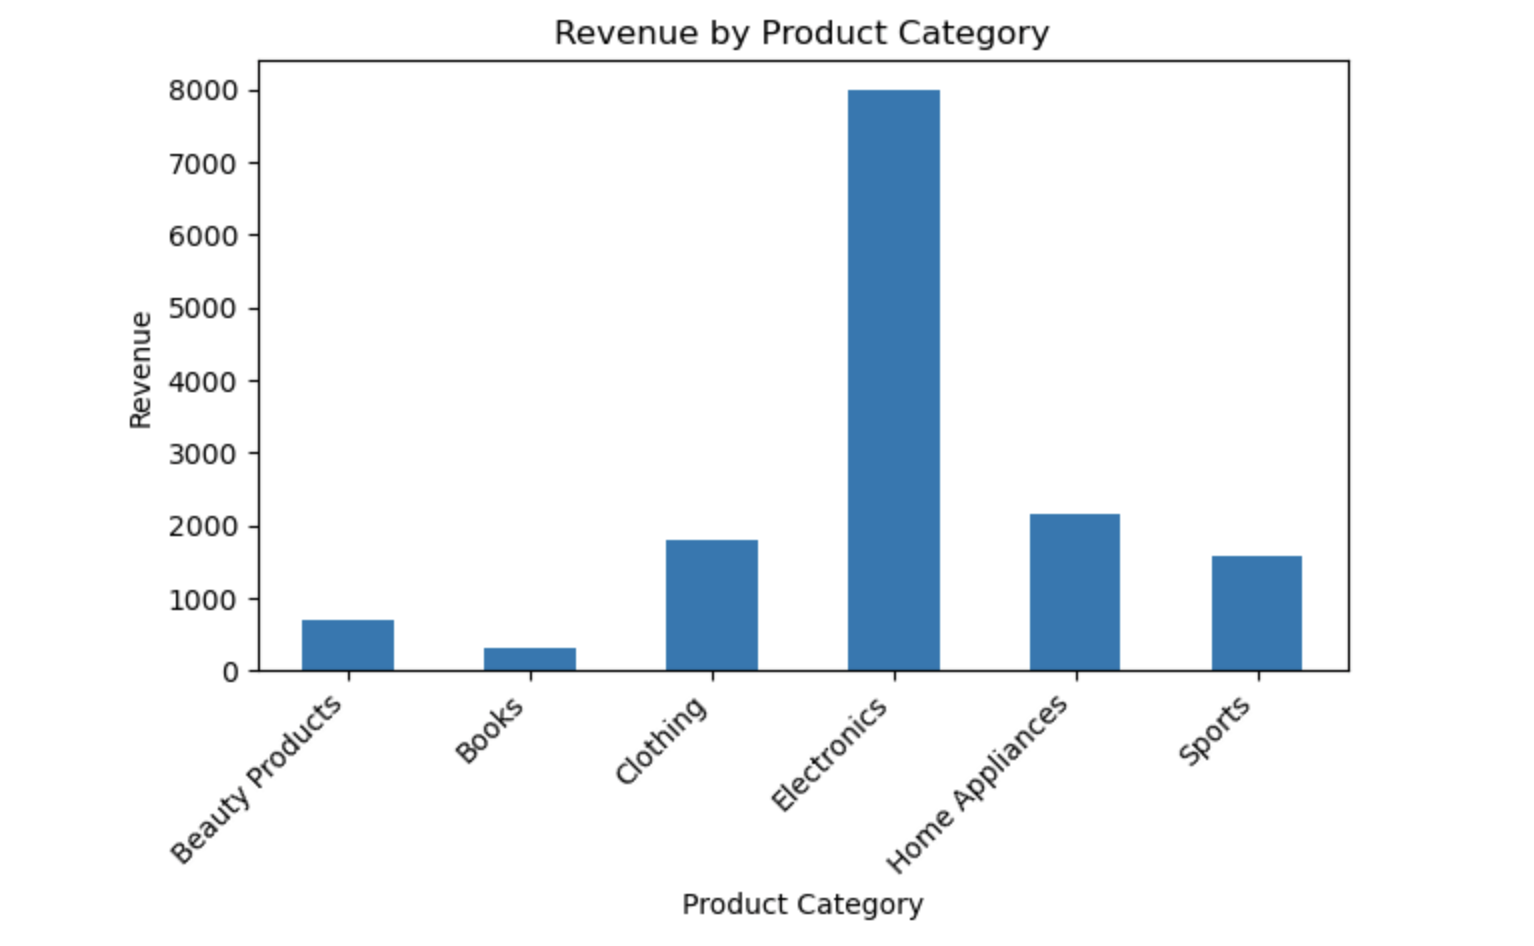 Revenue by Product Category
Revenue
8000
7000
6000
5000
4000
3000
2000
1000
0
Beauty Products
Books
Clothing
Electronics
Home Appliances
Sports
Product Category